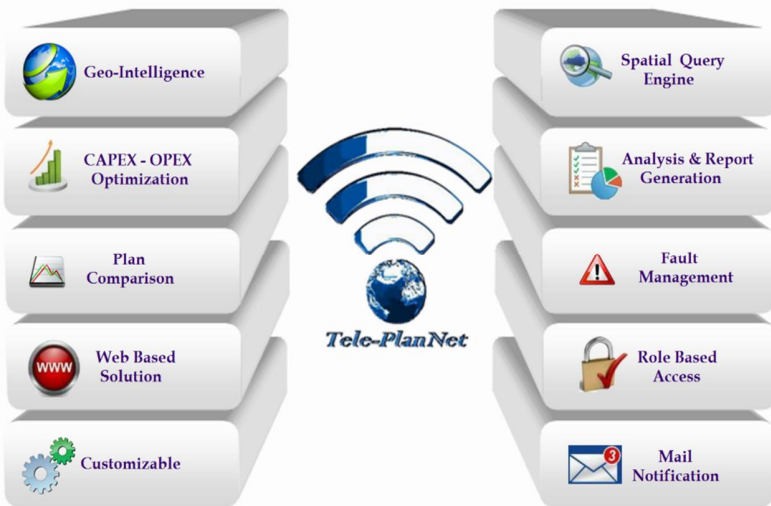 Geo-Intelligence
CAPEX - OPEX
Optimization
Plan
Comparison
WWW
Web Based
Solution
Customizable
Tele-PlanNet
Spatial Query
Engine
Analysis & Report
Generation
!
Fault
Management
Role Based
Access
3
Mail
Notification